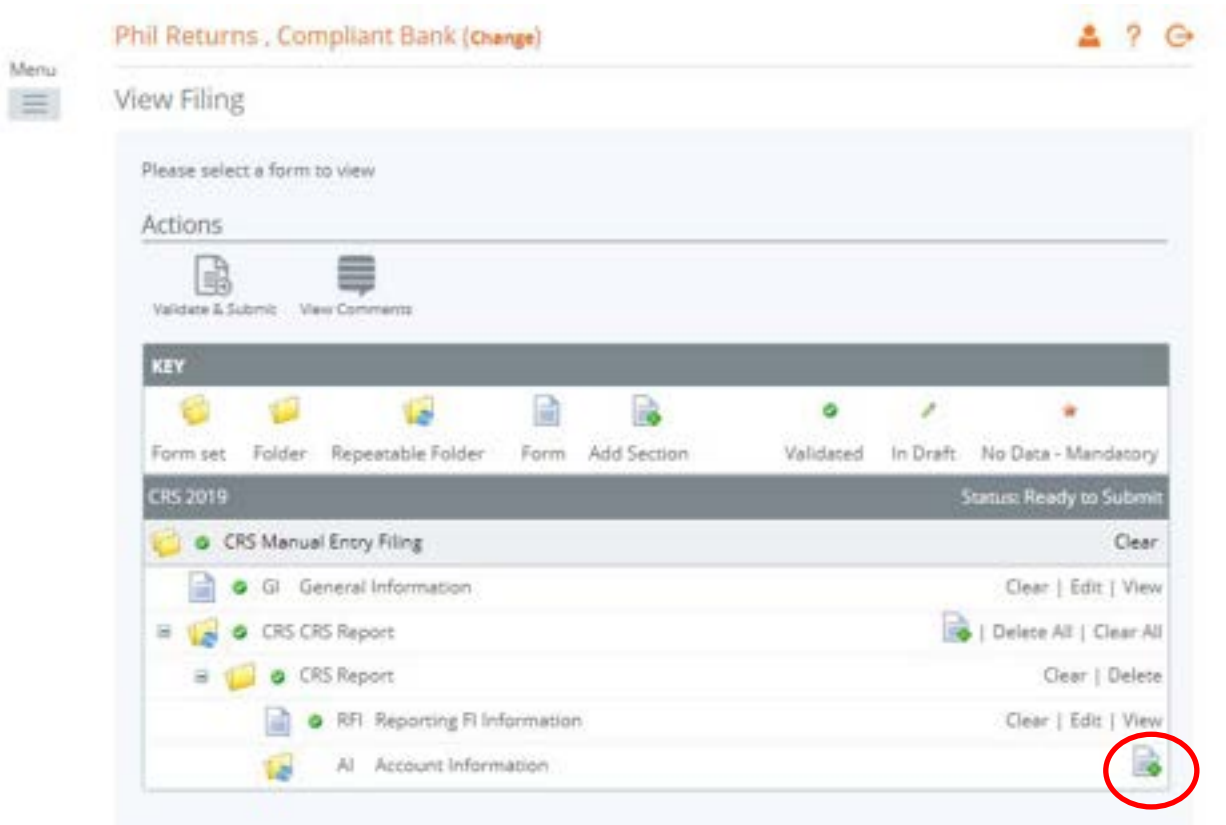 Phil Returns , Compliant Bank (Change) ?
Menu
View Filing
Please select a form to view
Actions
Validate & Submit View Comments
KEY
Form set Folder Repeatable Folder Form Add Section Validated In Draft No Data - Mandatory
CRS 2019 Status: Ready to Submit
CRS Manual Entry Filing Clear
GI General Information Clear | Edit | View
CRS CRS Report | Delete All | Clear All
CRS Report Clear | Delete
RFI Reporting FI Information Clear | Edit | View
AI Account Information